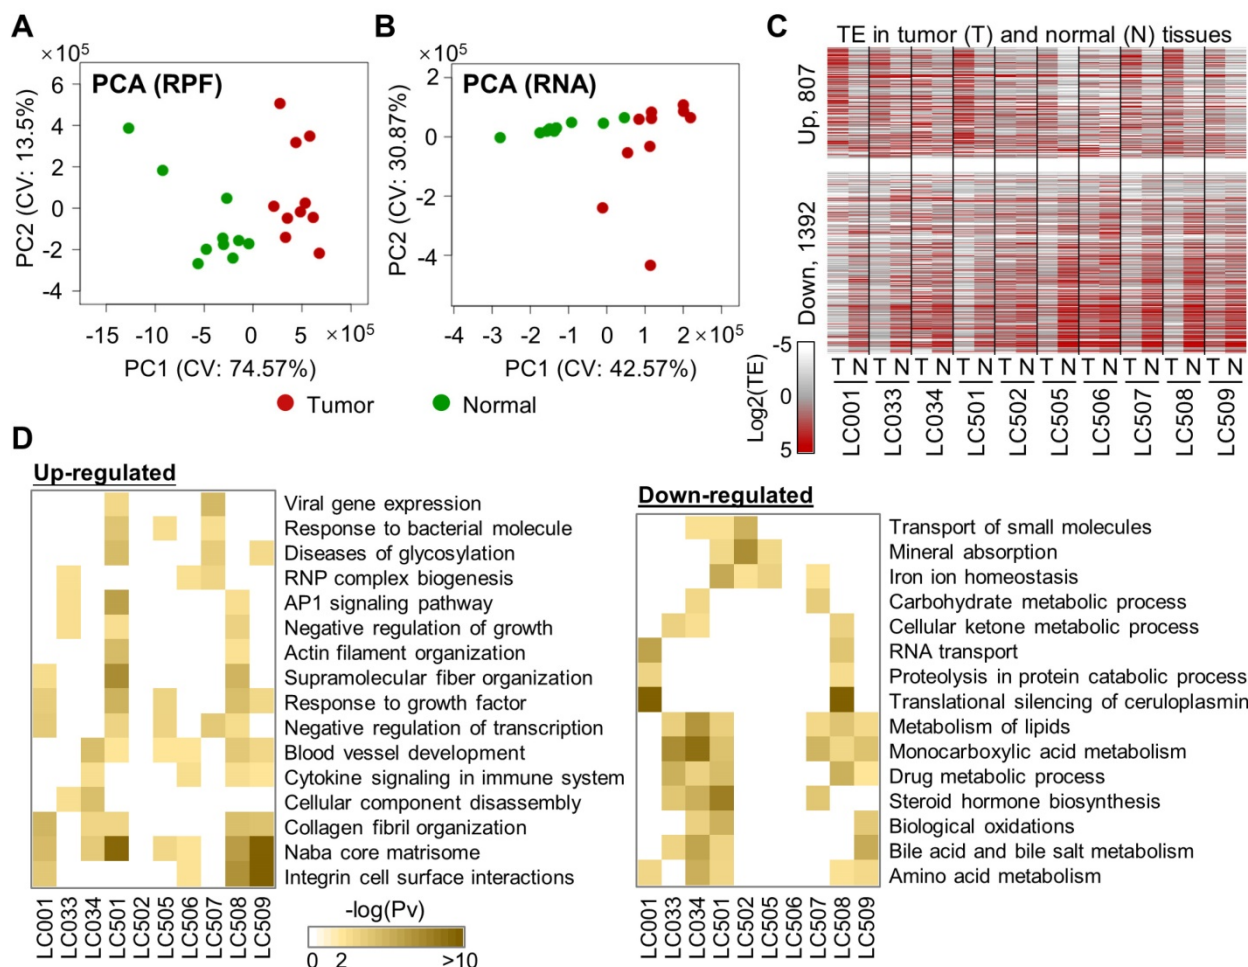 A
×10⁵
PCA (RPF)
6
4
2
0
-2
-4
PC2 (CV: 13.5%)
-15 -10 -5 0 5 ×10⁵
PC1 (CV: 74.57%)
B
×10⁵
PCA (RNA)
2
0
-2
-4
PC2 (CV: 30.87%)
-4 -3 -2 -1 0 1 2 ×10⁵
PC1 (CV: 42.57%)
Tumor
Normal
C
TE in tumor (T) and normal (N) tissues
Up, 807
Down, 1392
-5
0
5
Log2(TE)
T N T N T N T N T N T N T N T N T N T N
LC001
LC033
LC034
LC501
LC502
LC505
LC506
LC507
LC508
LC509
D
Up-regulated
Viral gene expression
Response to bacterial molecule
Diseases of glycosylation
RNP complex biogenesis
AP1 signaling pathway
Negative regulation of growth
Actin filament organization
Supramolecular fiber organization
Response to growth factor
Negative regulation of transcription
Blood vessel development
Cytokine signaling in immune system
Cellular component disassembly
Collagen fibril organization
Naba core matrisome
Integrin cell surface interactions
LC001
LC033
LC034
LC501
LC502
LC505
LC506
LC507
LC508
LC509
-log(Pv)
0 2 >10
Down-regulated
Transport of small molecules
Mineral absorption
Iron ion homeostasis
Carbohydrate metabolic process
Cellular ketone metabolic process
RNA transport
Proteolysis in protein catabolic process
Translational silencing of ceruloplasmin
Metabolism of lipids
Monocarboxylic acid metabolism
Drug metabolic process
Steroid hormone biosynthesis
Biological oxidations
Bile acid and bile salt metabolism
Amino acid metabolism
LC001
LC033
LC034
LC501
LC502
LC505
LC506
LC507
LC508
LC509